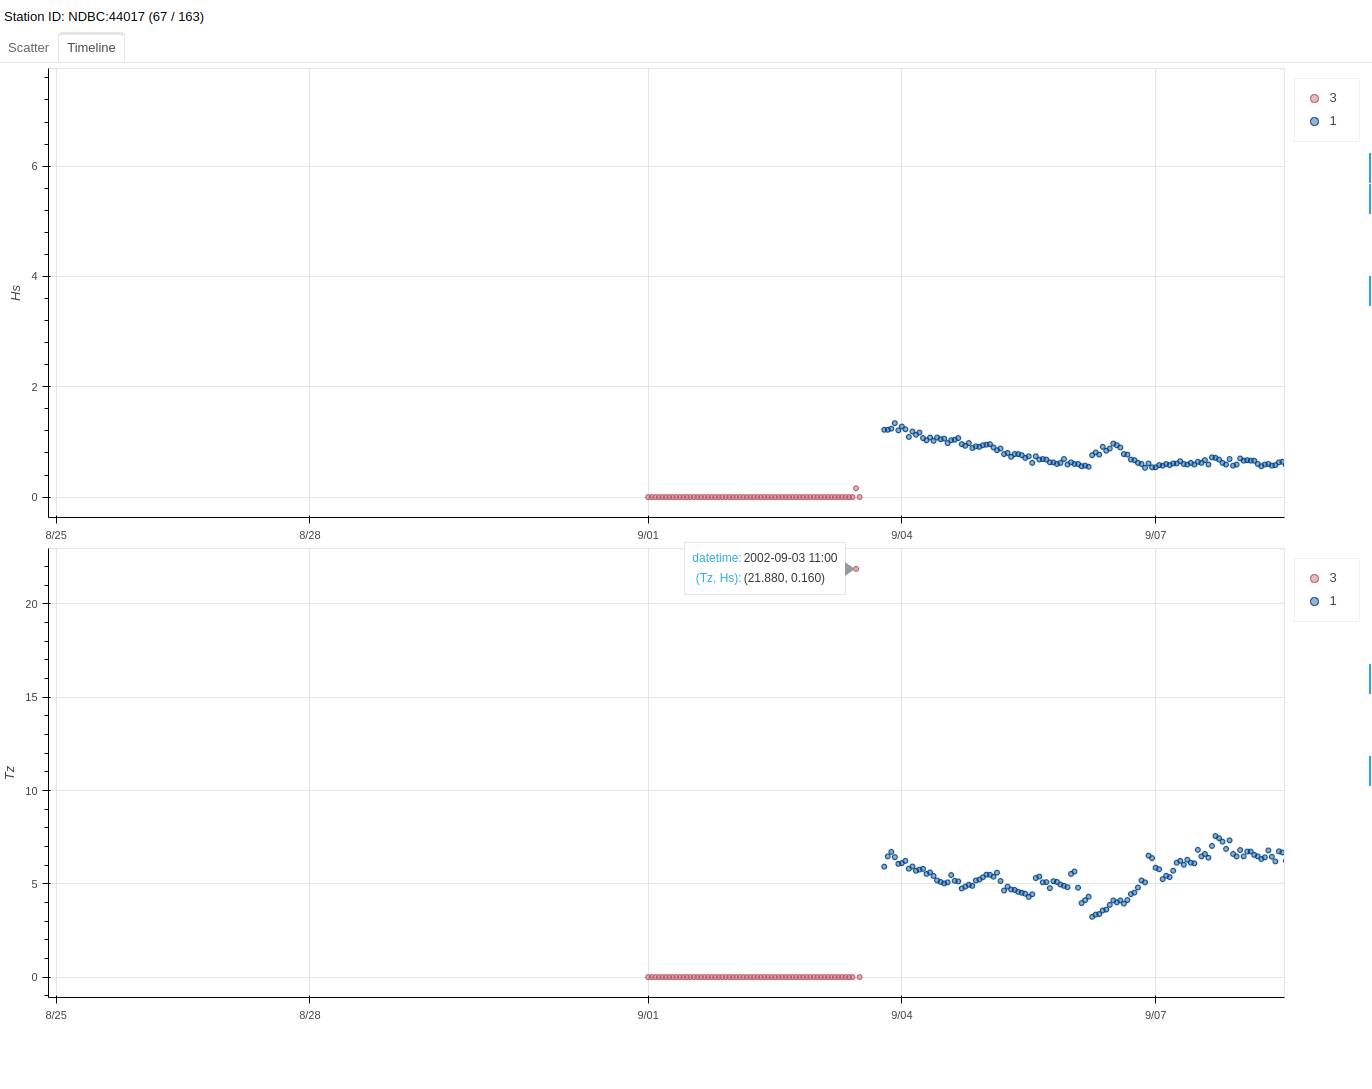 Station ID: NDBC:44017 (67 / 163)
Scatter Timeline
3
1
6
4
2
0
Hs
8/25 8/28 9/01 9/04 9/07
datetime: 2002-09-03 11:00
(Tz, Hs): (21.880, 0.160)
3
1
20
15
10
5
0
Tz
8/25 8/28 9/01 9/04 9/07